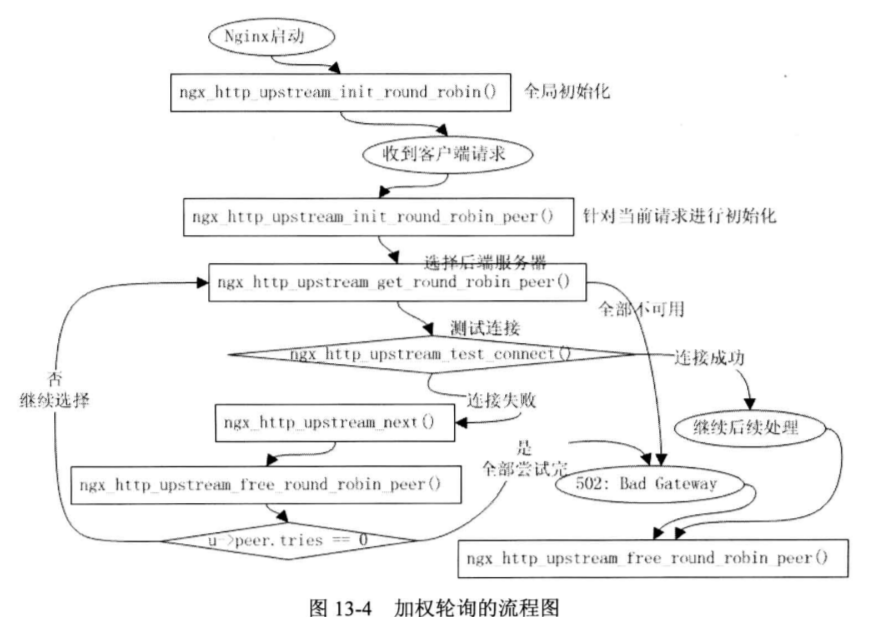 Nginx启动
ngx_http_upstream_init_round_robin()
全局初始化
收到客户端请求
ngx_http_upstream_init_round_robin_peer()
针对当前请求进行初始化
选择后端服务器
ngx_http_upstream_get_round_robin_peer()
全部不可用
测试连接
ngx_http_upstream_test_connect()
连接成功
否
继续选择
连接失败
ngx_http_upstream_next()
继续后续处理
是
全部尝试完
ngx_http_upstream_free_round_robin_peer()
502: Bad Gateway
u->peer.tries == 0
ngx_http_upstream_free_round_robin_peer()
图 13-4 加权轮询的流程图